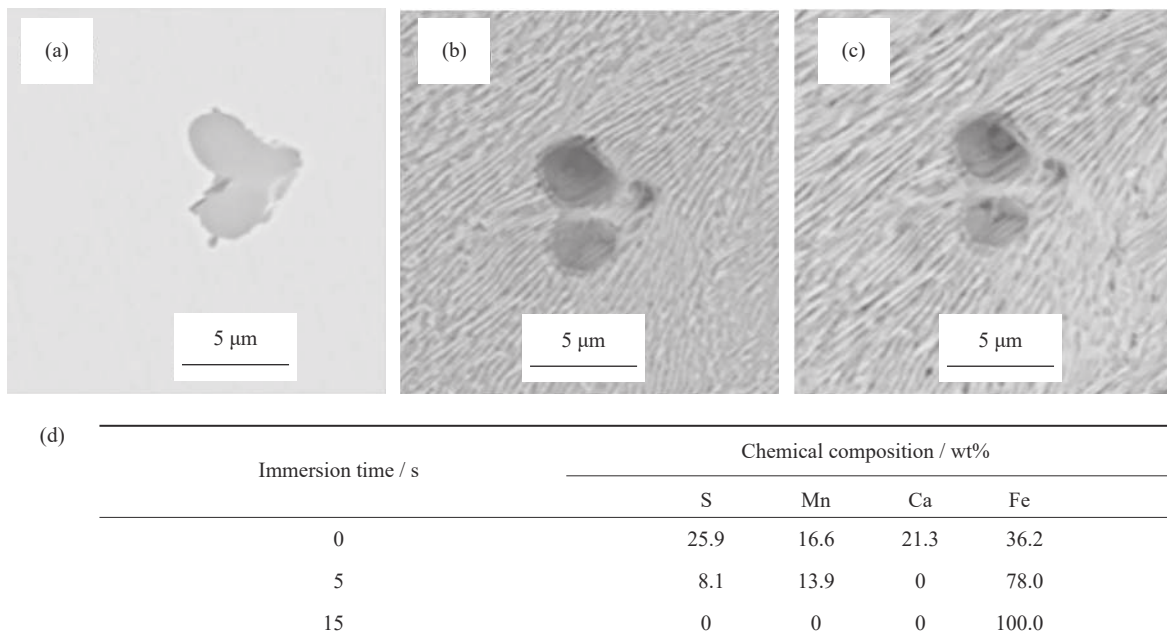 (a)
(b)
(c)
5 μm
5 μm
5 μm
(d)
Immersion time / s
Chemical composition / wt%
S Mn Ca Fe
0 25.9 16.6 21.3 36.2
5 8.1 13.9 0 78.0
15 0 0 0 100.0